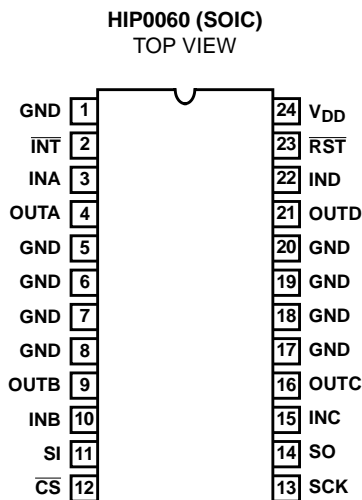 HIP0060 (SOIC)
TOP VIEW
GND 1 24 VDD
INT 2 23 RST
INA 3 22 IND
OUTA 4 21 OUTD
GND 5 20 GND
GND 6 19 GND
GND 7 18 GND
GND 8 17 GND
OUTB 9 16 OUTC
INB 10 15 INC
SI 11 14 SO
CS 12 13 SCK